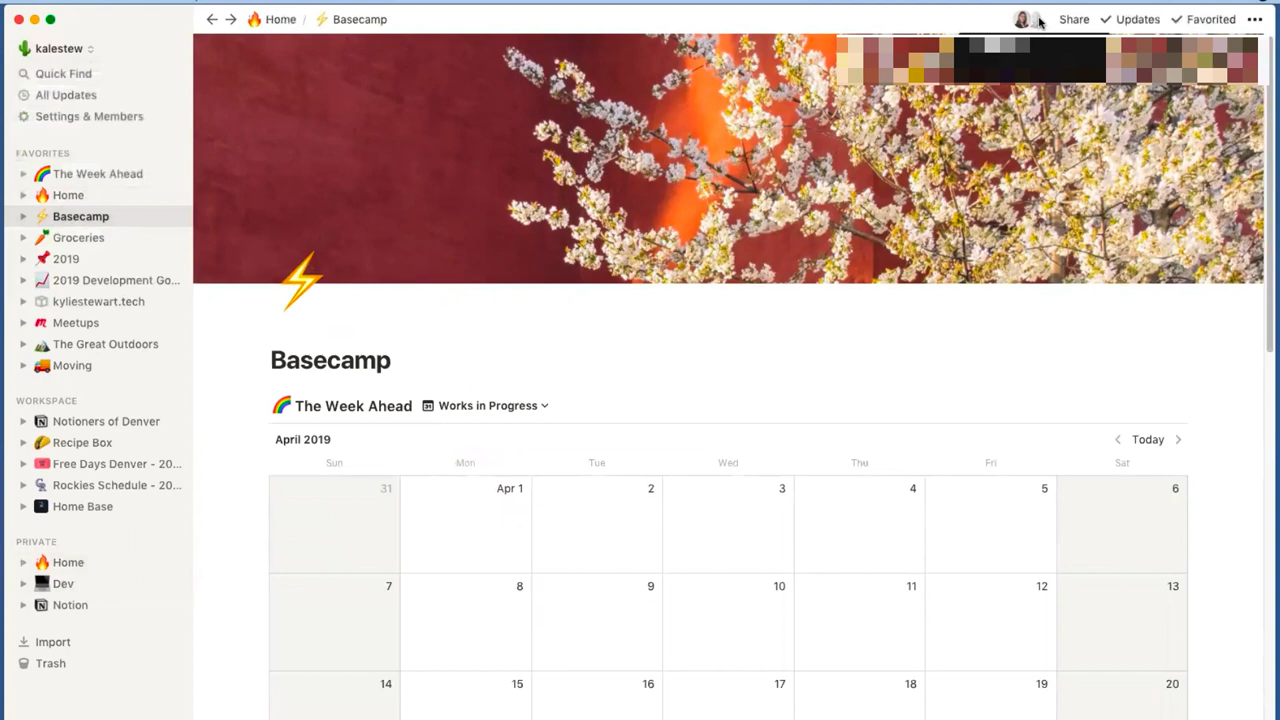 Home / Basecamp
Share Updates Favorited
kalestew
Quick Find
All Updates
Settings & Members
FAVORITES
The Week Ahead
Home
Basecamp
Groceries
2019
2019 Development Go...
kyliestewart.tech
Meetups
The Great Outdoors
Moving
WORKSPACE
Notioners of Denver
Recipe Box
Free Days Denver - 20...
Rockies Schedule - 20...
Home Base
PRIVATE
Home
Dev
Notion
Import
Trash
Basecamp
The Week Ahead 31 Works in Progress
April 2019 Today
Sun Mon Tue Wed Thu Fri Sat
31 Apr 1 2 3 4 5 6
7 8 9 10 11 12 13
14 15 16 17 18 19 20